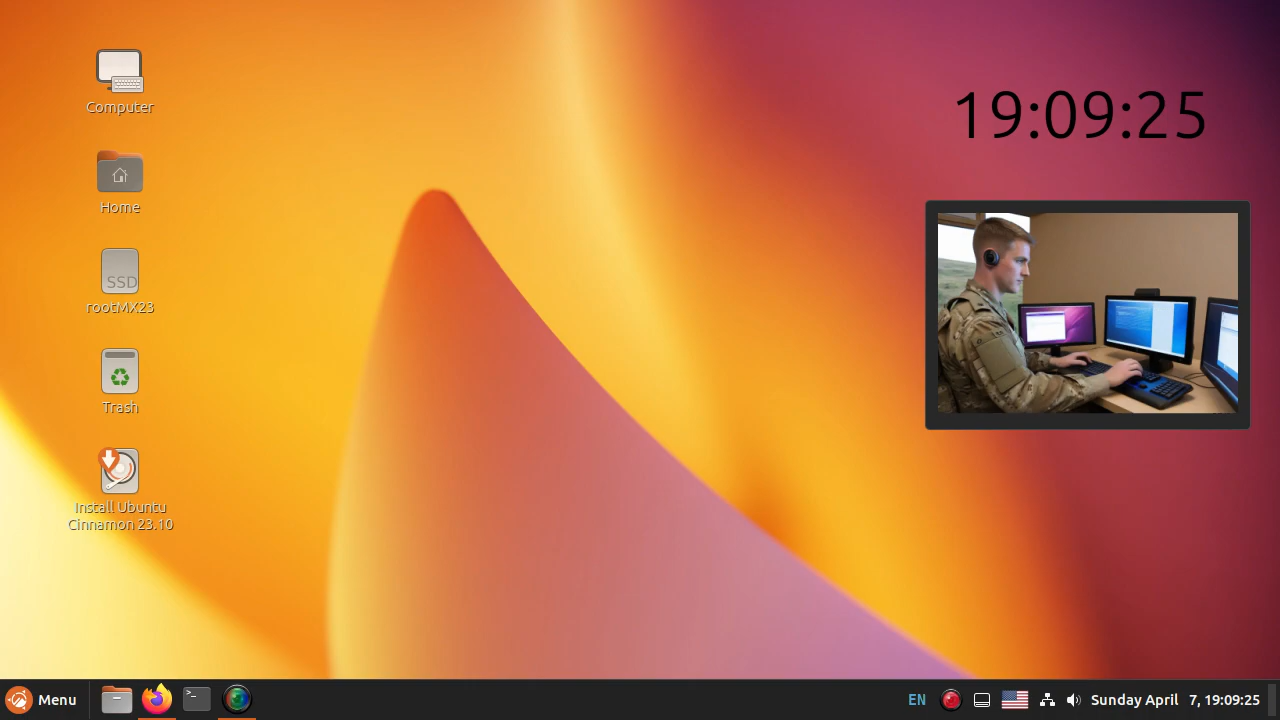 Computer
Home
SSD
rootMX23
Trash
Install Ubuntu
Cinnamon 23.10
19:09:25
Menu
>_
EN
Sunday April 7, 19:09:25